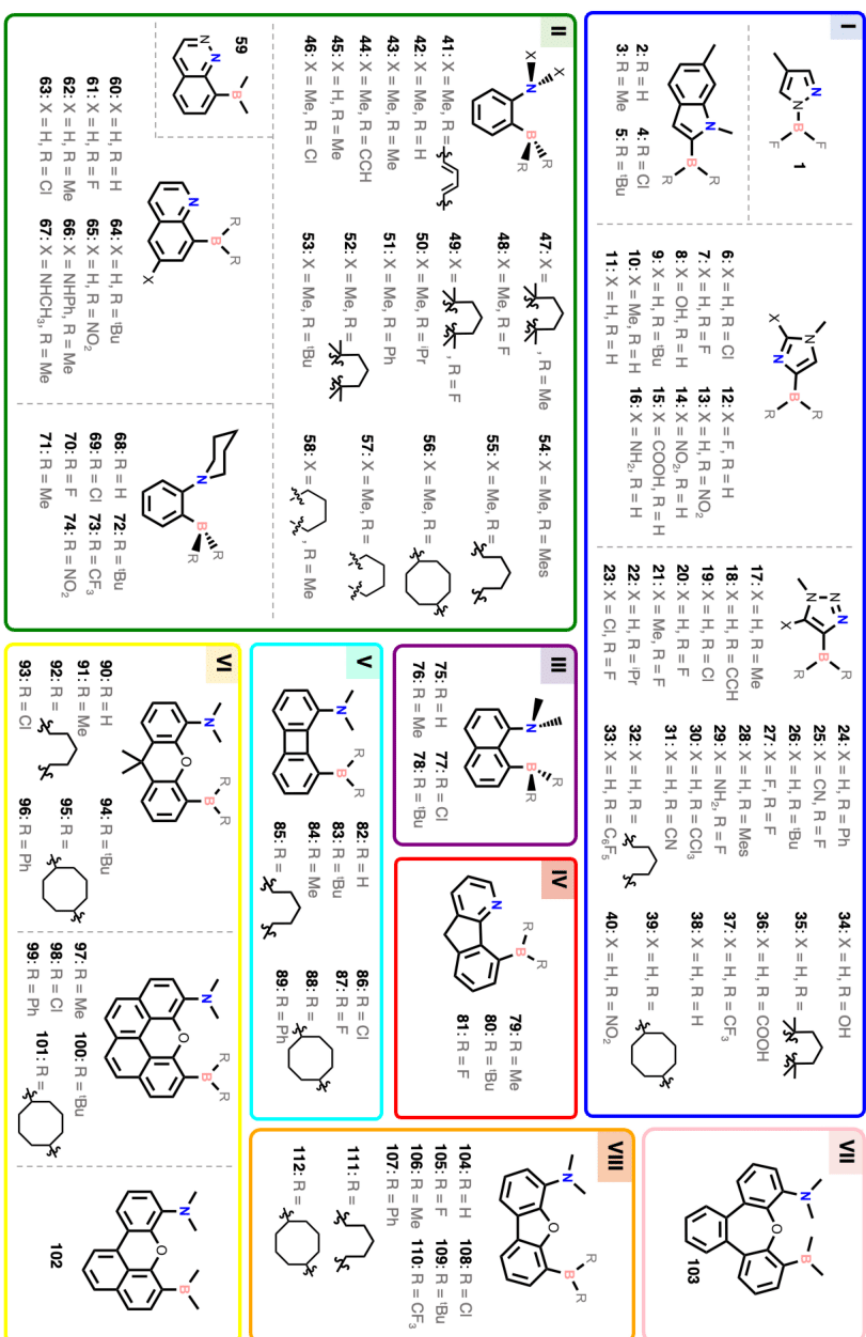 I
N
N
B
F
F
1
N
B
R
R
2: R = H
3: R = Me
4: R = Cl
5: R = ᵗBu
X
N
N
B
R
R
6: X = H, R = Cl
7: X = H, R = F
8: X = OH, R = H
9: X = H, R = ᵗBu
10: X = Me, R = H
11: X = H, R = H
12: X = F, R = H
13: X = H, R = NO₂
14: X = NO₂, R = H
15: X = COOH, R = H
16: X = NH₂, R = H
N
N
N
X
B
R
R
17: X = H, R = Me
18: X = H, R = CCH
19: X = H, R = Cl
20: X = H, R = F
21: X = Me, R = F
22: X = H, R = ⁱPr
23: X = Cl, R = F
24: X = H, R = Ph
25: X = CN, R = F
26: X = H, R = ᵗBu
27: X = F, R = F
28: X = H, R = Mes
29: X = NH₂, R = F
30: X = H, R = CCl₃
31: X = H, R = CN
32: X = H, R =
33: X = H, R = C₆F₅
34: X = H, R = OH
35: X = H, R =
36: X = H, R = COOH
37: X = H, R = CF₃
38: X = H, R = H
39: X = H, R =
40: X = H, R = NO₂
II
X
X
N
B
R
R
41: X = Me, R =
42: X = Me, R = H
43: X = Me, R = Me
44: X = Me, R = CCH
45: X = H, R = Me
46: X = Me, R = Cl
47: X = , R = Me
48: X = Me, R = F
49: X = , R = F
50: X = Me, R = ⁱPr
51: X = Me, R = Ph
52: X = Me, R =
53: X = Me, R = ᵗBu
54: X = Me, R = Mes
55: X = Me, R =
56: X = Me, R =
57: X = Me, R =
58: X = , R = Me
59
N
N
B
N
B
R
R
X
60: X = H, R = H
61: X = H, R = F
62: X = H, R = Me
63: X = H, R = Cl
64: X = H, R = ᵗBu
65: X = H, R = NO₂
66: X = NHPh, R = Me
67: X = NHCH₃, R = Me
N
B
R
R
68: R = H
69: R = Cl
70: R = F
71: R = Me
72: R = ᵗBu
73: R = CF₃
74: R = NO₂
III
N
B
R
R
75: R = H
76: R = Me
77: R = Cl
78: R = ᵗBu
IV
N
B
R
R
79: R = Me
80: R = ᵗBu
81: R = F
V
N
B
R
R
82: R = H
83: R = ᵗBu
84: R = Me
85: R =
86: R = Cl
87: R = F
88: R =
89: R = Ph
VI
N
O
B
R
R
90: R = H
91: R = Me
92: R =
93: R = Cl
94: R = ᵗBu
95: R =
96: R = Ph
N
O
B
R
R
97: R = Me
98: R = Cl
99: R = Ph
100: R = ᵗBu
101: R =
N
O
B
102
VII
N
O
B
103
VIII
N
O
B
R
R
104: R = H
105: R = F
106: R = Me
107: R = Ph
108: R = Cl
109: R = ᵗBu
110: R = CF₃
111: R =
112: R =